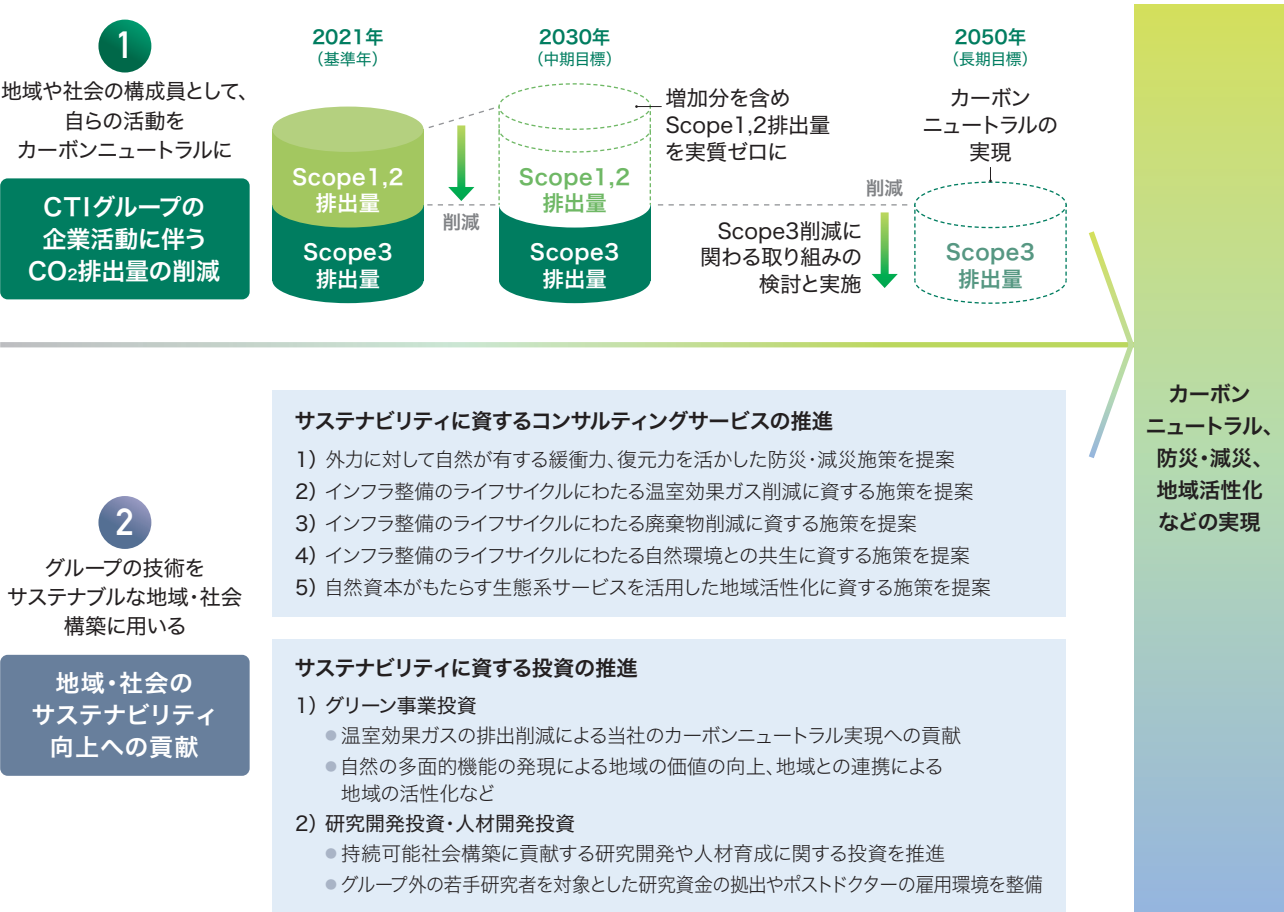 1
地域や社会の構成員として、
自らの活動を
カーボンニュートラルに
CTIグループの
企業活動に伴う
CO₂排出量の削減
2021年
（基準年）
Scope1,2
排出量
Scope3
排出量
削減
2030年
（中期目標）
Scope1,2
排出量
Scope3
排出量
増加分を含め
Scope1,2排出量
を実質ゼロに
Scope3削減に
関わる取り組みの
検討と実施
削減
2050年
（長期目標）
カーボン
ニュートラルの
実現
Scope3
排出量
2
グループの技術を
サステナブルな地域・社会
構築に用いる
地域・社会の
サステナビリティ
向上への貢献
サステナビリティに資するコンサルティングサービスの推進
1）外力に対して自然が有する緩衝力、復元力を活かした防災・減災施策を提案
2）インフラ整備のライフサイクルにわたる温室効果ガス削減に資する施策を提案
3）インフラ整備のライフサイクルにわたる廃棄物削減に資する施策を提案
4）インフラ整備のライフサイクルにわたる自然環境との共生に資する施策を提案
5）自然資本がもたらす生態系サービスを活用した地域活性化に資する施策を提案
サステナビリティに資する投資の推進
1）グリーン事業投資
●温室効果ガスの排出削減による当社のカーボンニュートラル実現への貢献
●自然の多面的機能の発現による地域の価値の向上、地域との連携による
地域の活性化など
2）研究開発投資・人材開発投資
●持続可能社会構築に貢献する研究開発や人材育成に関する投資を推進
●グループ外の若手研究者を対象とした研究資金の拠出やポストドクターの雇用環境を整備
カーボン
ニュートラル、
防災・減災、
地域活性化
などの実現